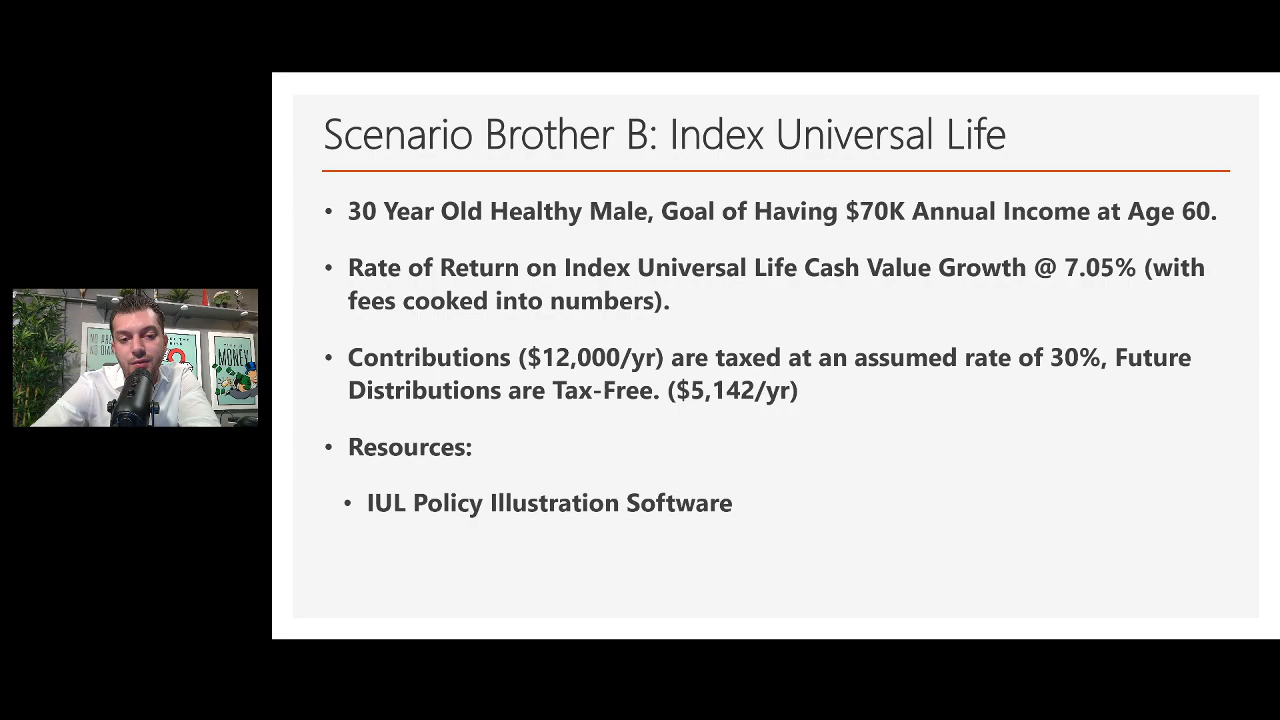 Scenario Brother B: Index Universal Life
• 30 Year Old Healthy Male, Goal of Having $70K Annual Income at Age 60.
• Rate of Return on Index Universal Life Cash Value Growth @ 7.05% (with
fees cooked into numbers).
• Contributions ($12,000/yr) are taxed at an assumed rate of 30%, Future
Distributions are Tax-Free. ($5,142/yr)
• Resources:
• IUL Policy Illustration Software
MONEY